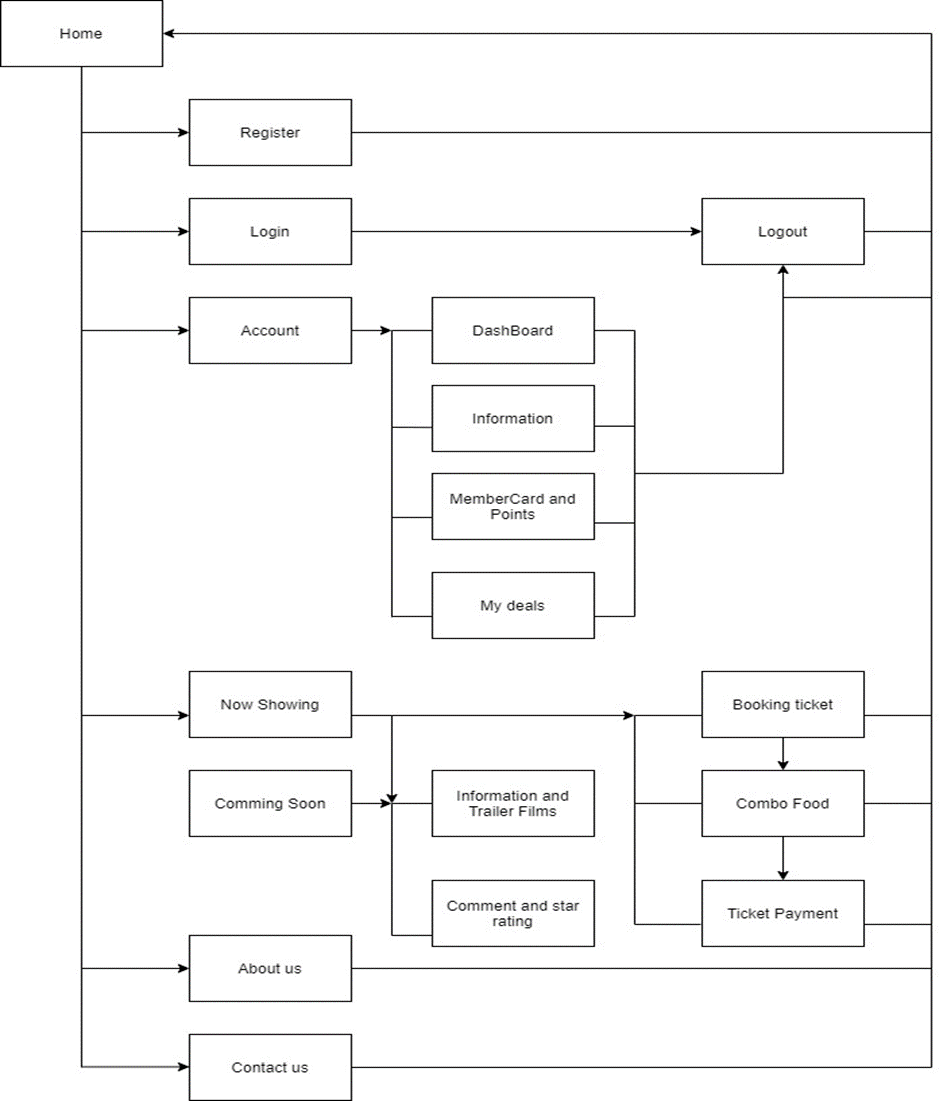 Home
Register
Login
Logout
Account
DashBoard
Information
MemberCard and
Points
My deals
Now Showing
Booking ticket
Comming Soon
Information and
Trailer Films
Combo Food
Comment and star
rating
Ticket Payment
About us
Contact us